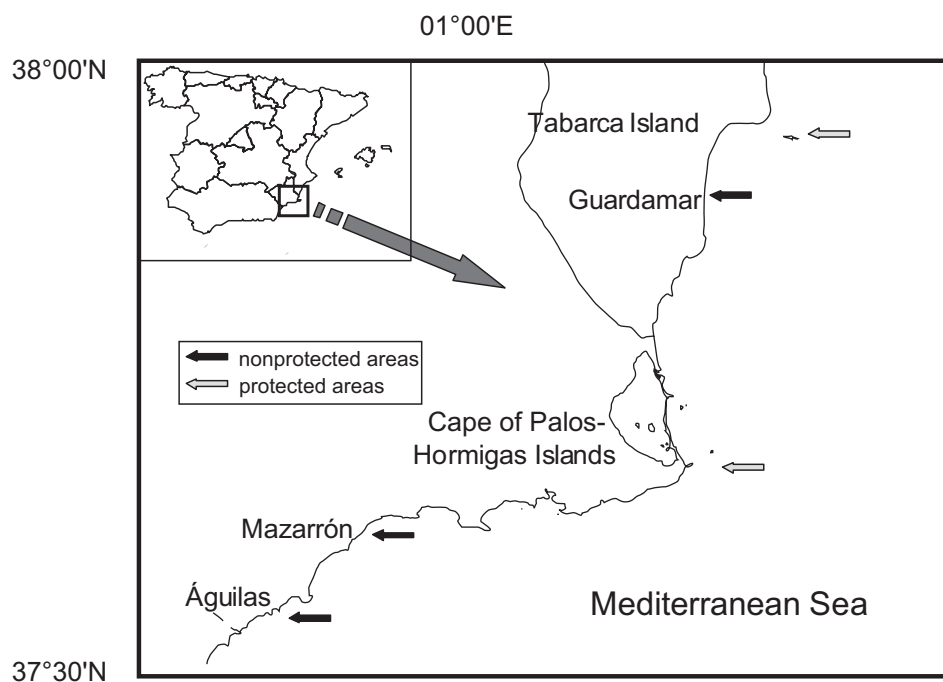 01°00'E
38°00'N
Tabarca Island
Guardamar
nonprotected areas
protected areas
Cape of Palos-
Hormigas Islands
Mazarrón
Águilas
Mediterranean Sea
37°30'N